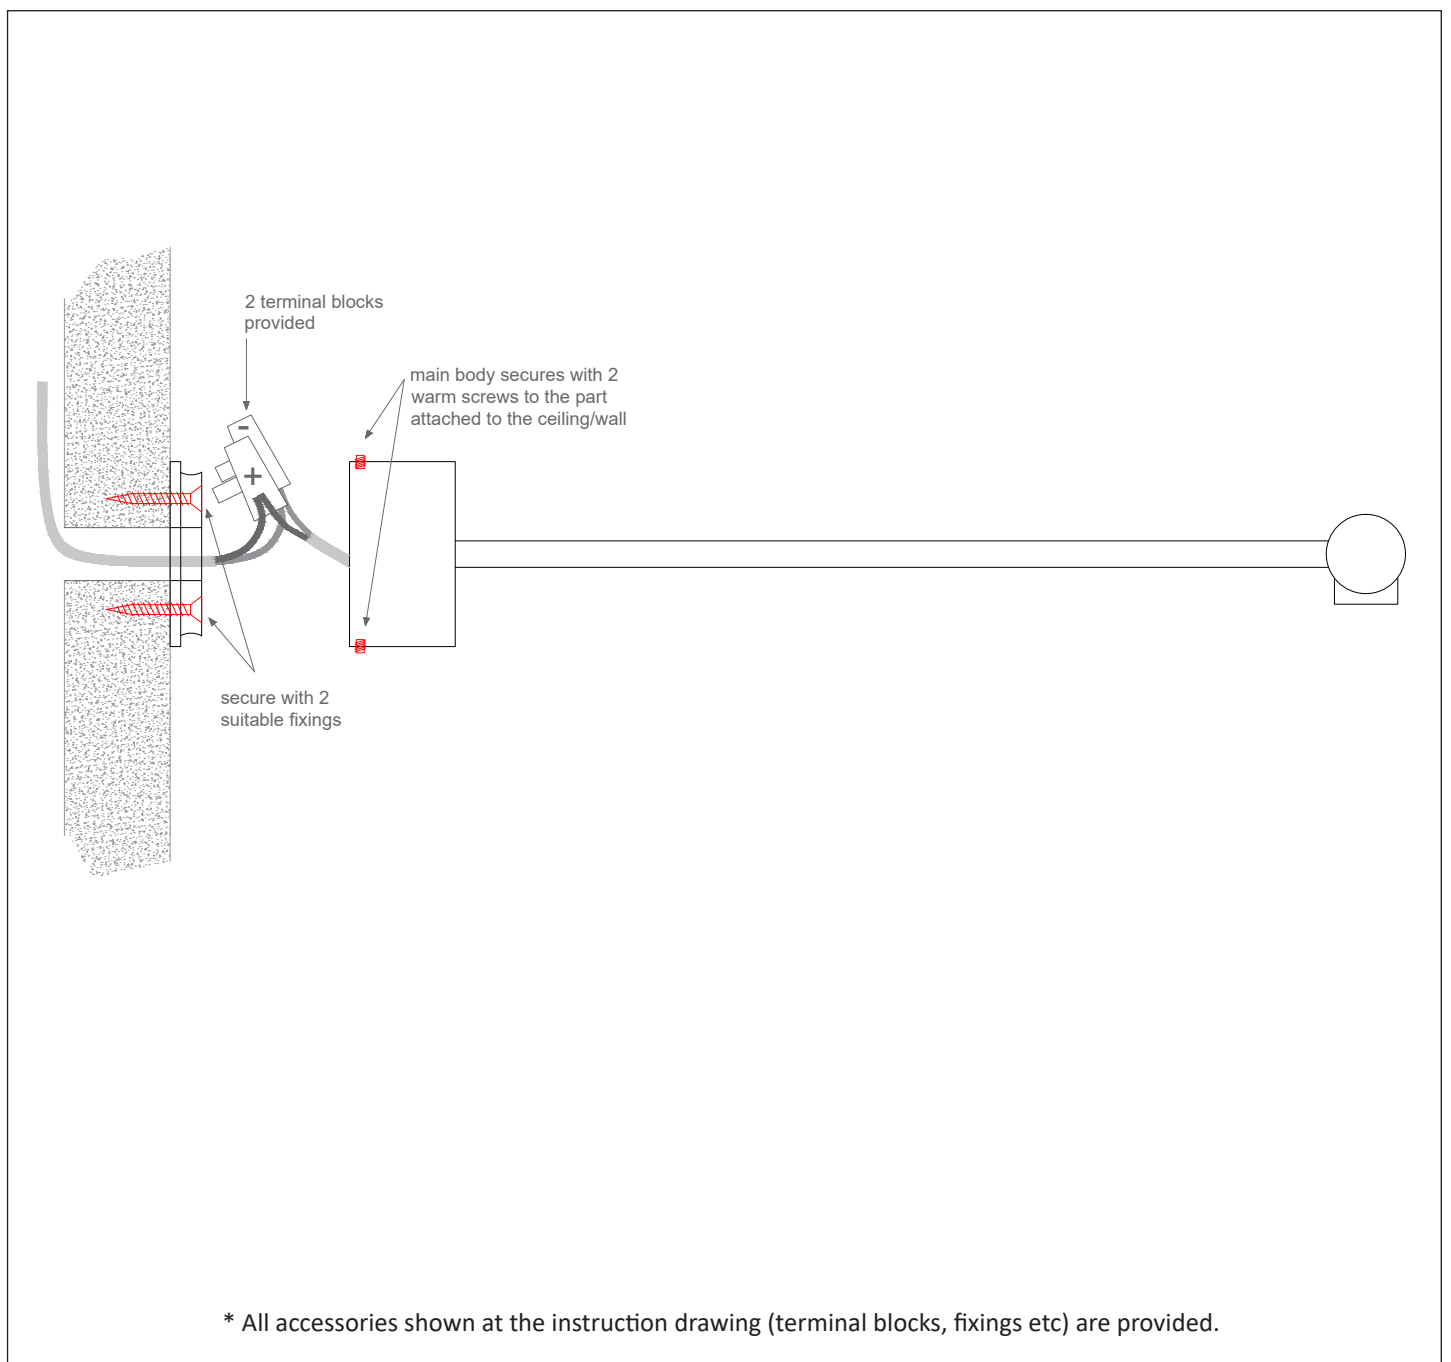 2 terminal blocks
provided
main body secures with 2
warm screws to the part
attached to the ceiling/wall
-
+
secure with 2
suitable fixings
* All accessories shown at the instruction drawing (terminal blocks, fixings etc) are provided.